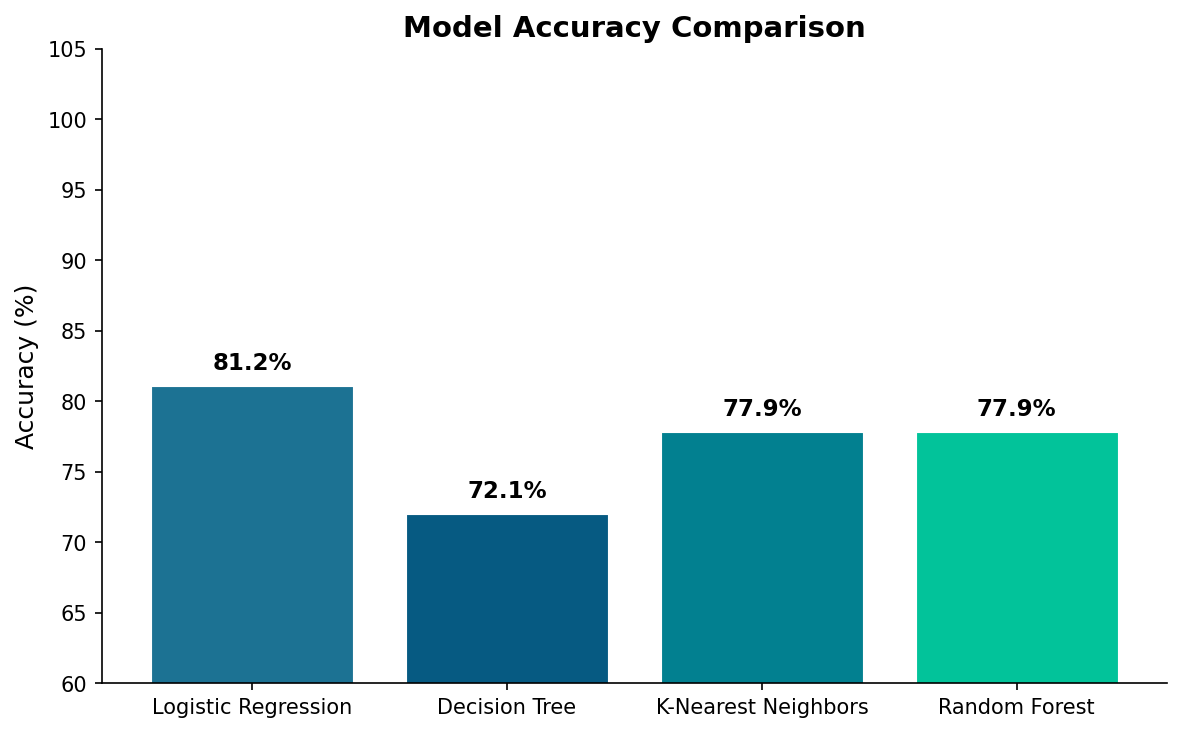 Model Accuracy Comparison
Accuracy (%)
105
100
95
90
85
80
75
70
65
60
81.2%
72.1%
77.9%
77.9%
Logistic Regression
Decision Tree
K-Nearest Neighbors
Random Forest